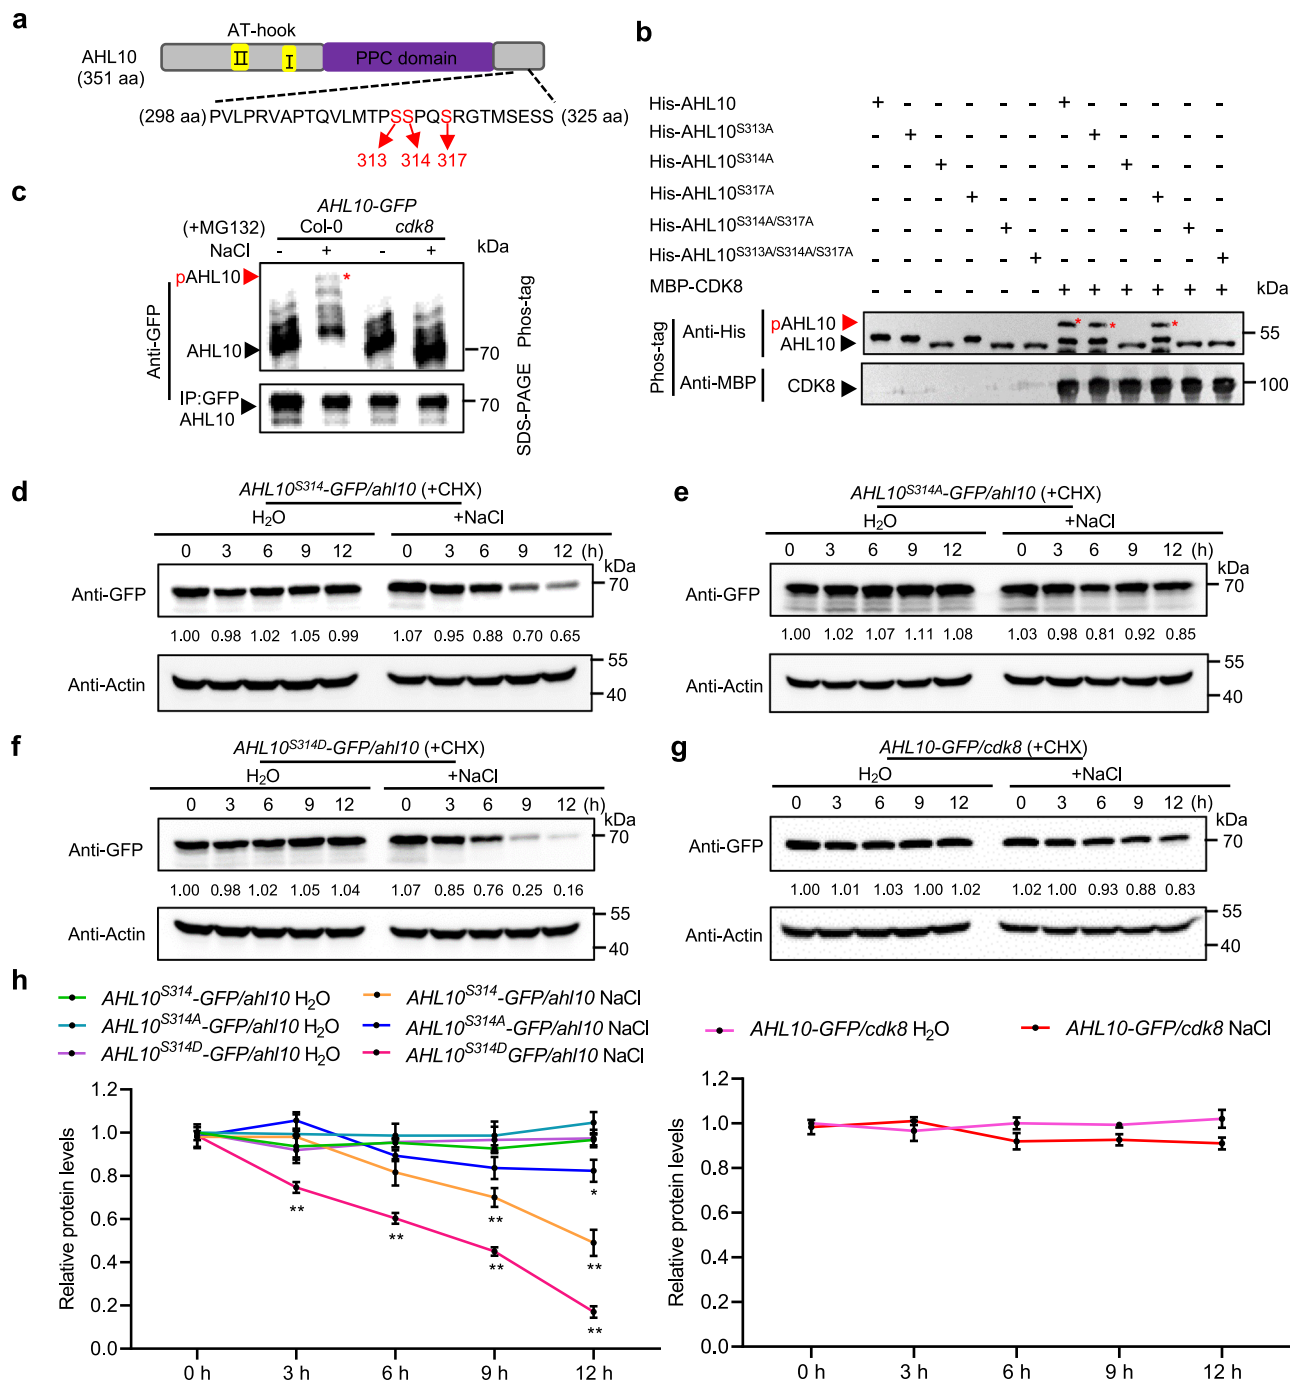 a
AT-hook
AHL10
(351 aa)
II
I
PPC domain
(298 aa) PVLPRVAPTQVLMTPSSPQSRGTMSESS (325 aa)
313 314 317
b
His-AHL10 + - - - - - + - - - - -
His-AHL10S313A - + - - - - - + - - - -
His-AHL10S314A - - + - - - - - + - - -
His-AHL10S317A - - - + - - - - - + - -
His-AHL10S314A/S317A - - - - + - - - - - + -
His-AHL10S313A/S314A/S317A - - - - - + - - - - - +
MBP-CDK8 - - - - - - + + + + + + kDa
Phos-tag
Anti-His
pAHL10
* * *
55
AHL10
Anti-MBP
CDK8
100
c
AHL10-GFP
(+MG132) Col-0 cdk8
NaCl - + - + kDa
Anti-GFP
pAHL10
*
AHL10
70
Phos-tag
IP:GFP
AHL10
70
SDS-PAGE
d
AHL10S314-GFP/ahl10 (+CHX)
H2O +NaCl
0 3 6 9 12 0 3 6 9 12 (h)
kDa
Anti-GFP
70
1.00 0.98 1.02 1.05 0.99 1.07 0.95 0.88 0.70 0.65
Anti-Actin
55
40
e
AHL10S314A-GFP/ahl10 (+CHX)
H2O +NaCl
0 3 6 9 12 0 3 6 9 12 (h)
kDa
Anti-GFP
70
1.00 1.02 1.07 1.11 1.08 1.03 0.98 0.81 0.92 0.85
Anti-Actin
55
40
f
AHL10S314D-GFP/ahl10 (+CHX)
H2O +NaCl
0 3 6 9 12 0 3 6 9 12 (h)
kDa
Anti-GFP
70
1.00 0.98 1.02 1.05 1.04 1.07 0.85 0.76 0.25 0.16
Anti-Actin
55
40
g
AHL10-GFP/cdk8 (+CHX)
H2O +NaCl
0 3 6 9 12 0 3 6 9 12 (h)
kDa
Anti-GFP
70
1.00 1.01 1.03 1.00 1.02 1.02 1.00 0.93 0.88 0.83
Anti-Actin
55
40
h
AHL10S314-GFP/ahl10 H2O
AHL10S314-GFP/ahl10 NaCl
AHL10S314A-GFP/ahl10 H2O
AHL10S314A-GFP/ahl10 NaCl
AHL10S314D-GFP/ahl10 H2O
AHL10S314DGFP/ahl10 NaCl
Relative protein levels
1.2
1.0
0.8
0.6
0.4
0.2
0.0
*
** ** ** **
** **
0 h 3 h 6 h 9 h 12 h
AHL10-GFP/cdk8 H2O
AHL10-GFP/cdk8 NaCl
Relative protein levels
1.2
1.0
0.8
0.6
0.4
0.2
0.0
0 h 3 h 6 h 9 h 12 h